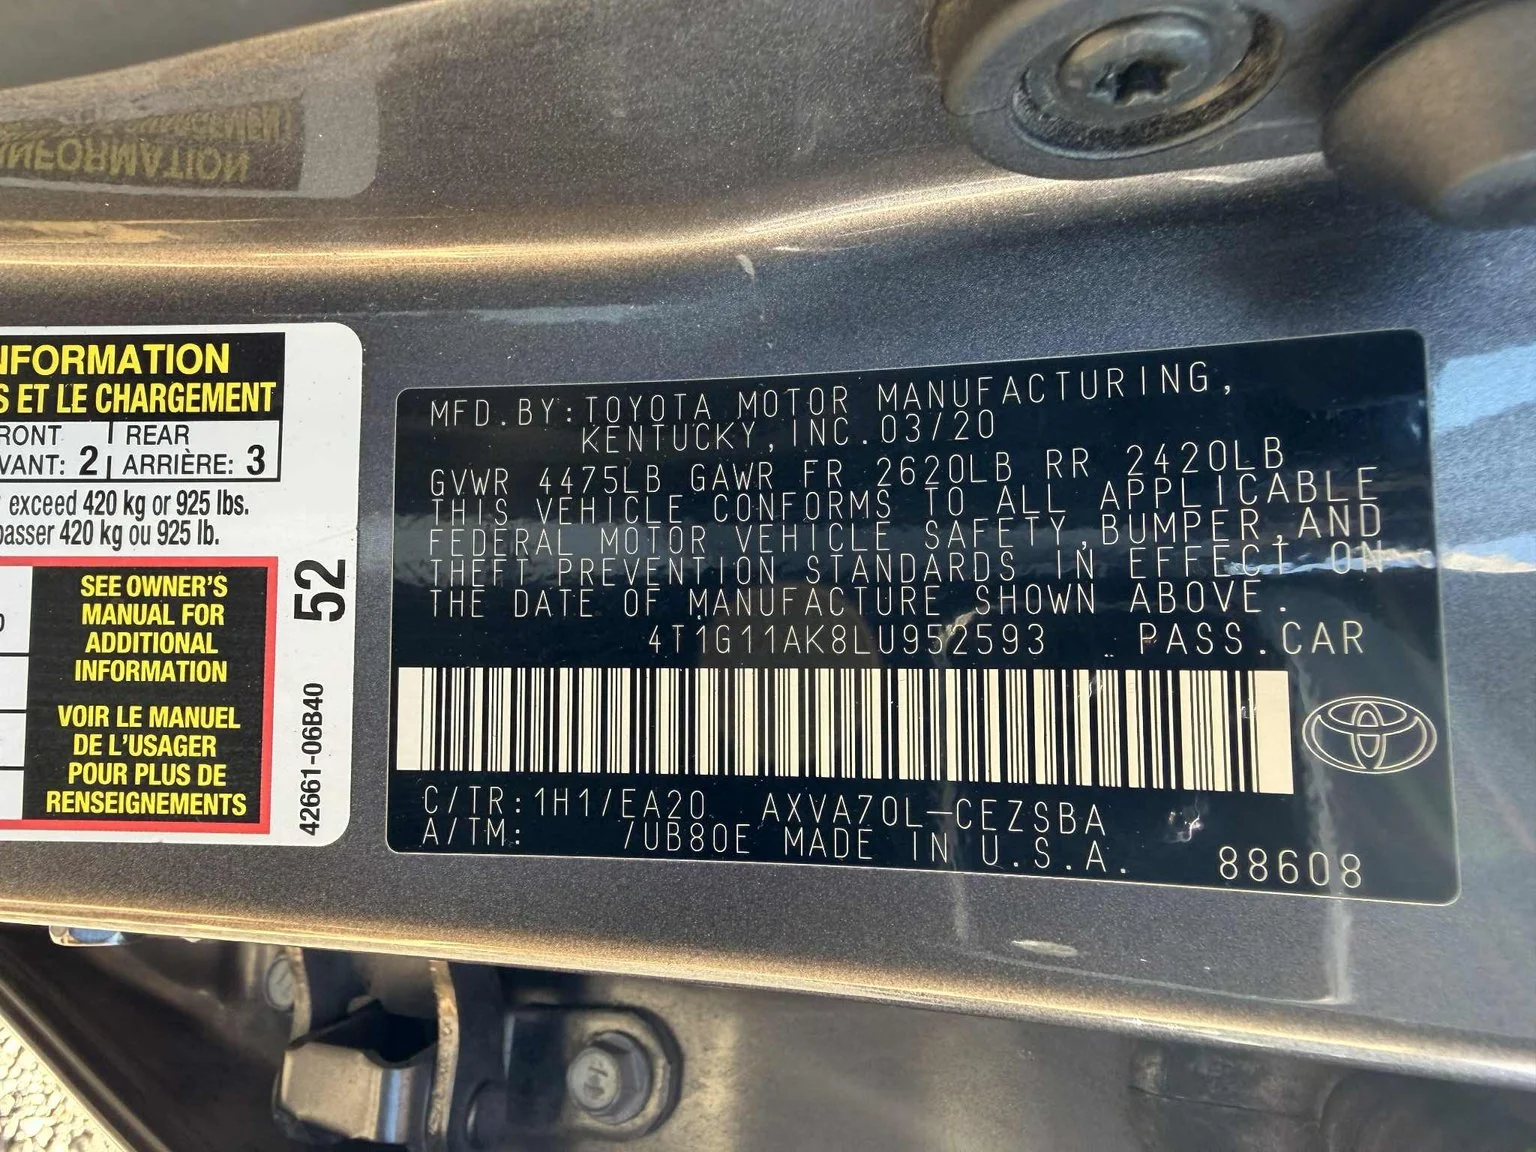 INFORMATION
NFORMATION
S ET LE CHARGEMENT
RONT | REAR
VANT: 2 | ARRIÈRE: 3
exceed 420 kg or 925 lbs.
passer 420 kg ou 925 lb.
SEE OWNER'S
MANUAL FOR
ADDITIONAL
INFORMATION
VOIR LE MANUEL
DE L'USAGER
POUR PLUS DE
RENSEIGNEMENTS
52
42661-06B40
MFD.BY:TOYOTA MOTOR MANUFACTURING,
KENTUCKY,INC.03/20
GVWR 4475LB GAWR FR 2620LB RR 2420LB
THIS VEHICLE CONFORMS TO ALL APPLICABLE
FEDERAL MOTOR VEHICLE SAFETY,BUMPER,AND
THEFT PREVENTION STANDARDS IN EFFECT ON
THE DATE OF MANUFACTURE SHOWN ABOVE.
4T1G11AK8LU952593 PASS.CAR
C/TR:1H1/EA20 AXVA70L-CEZSBA
A/TM: /UB80E MADE IN U.S.A.
88608